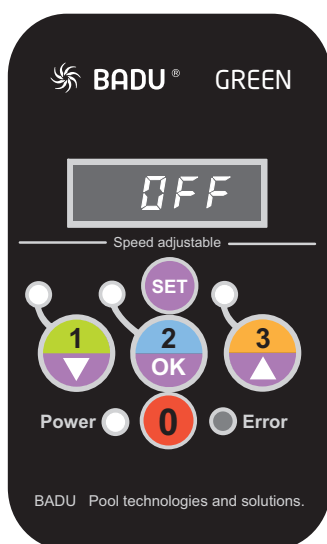 BADU ® GREEN
OFF
Speed adjustable
SET
1 2 3
OK
Power 0 Error
BADU Pool technologies and solutions.